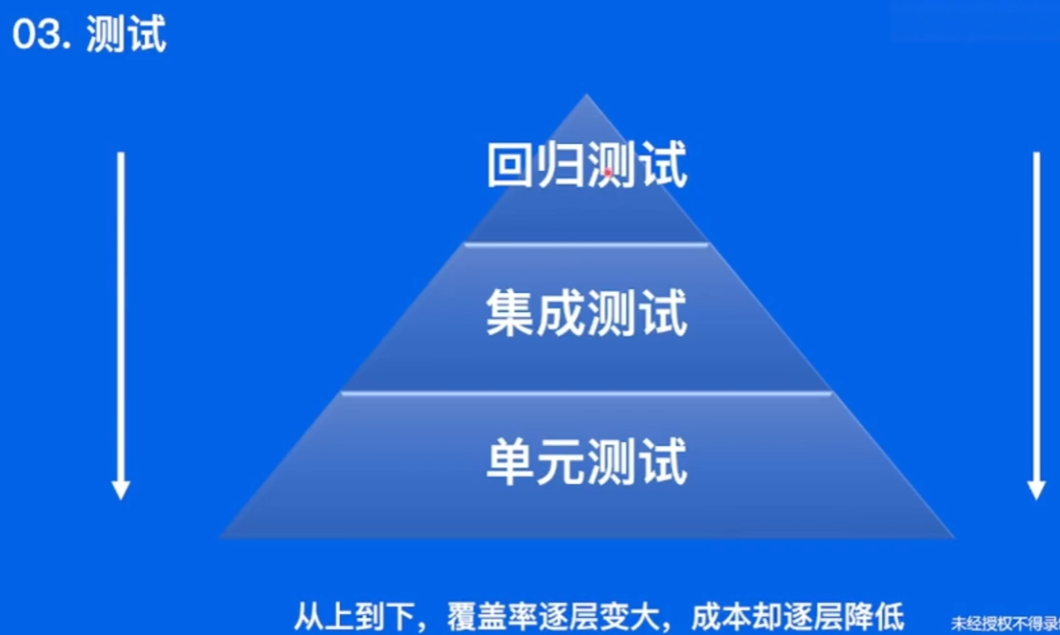 03. 测试
回归测试
集成测试
单元测试
从上到下，覆盖率逐层变大，成本却逐层降低
未经授权不得录